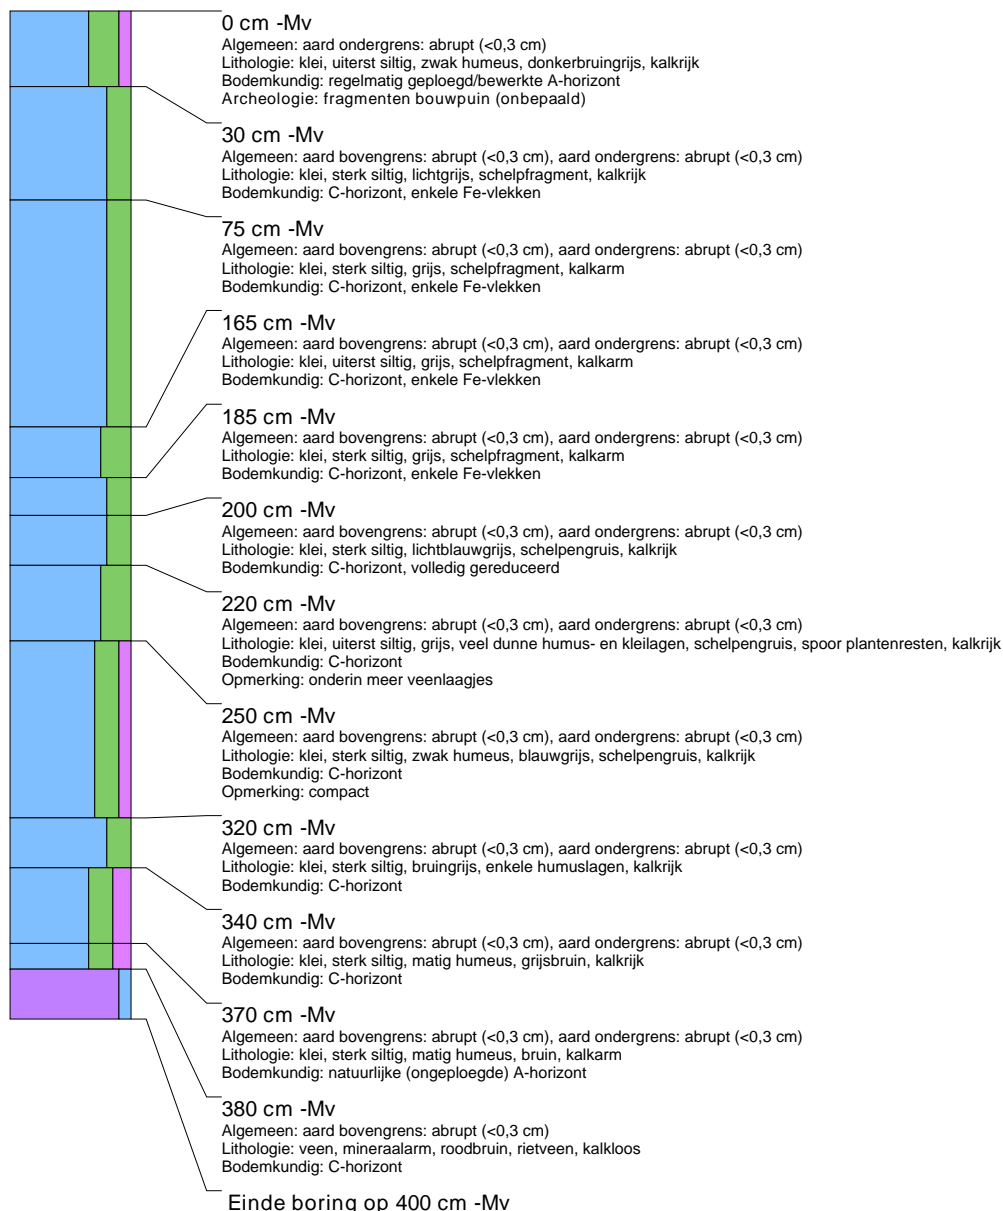 0 cm -Mv
Algemeen: aard ondergrens: abrupt (<0,3 cm)
Lithologie: klei, uiterst siltig, zwak humeus, donkerbruingrijs, kalkrijk
Bodemkundig: regelmatig geploegd/bewerkte A-horizont
Archeologie: fragmenten bouwpuin (onbepaald)
30 cm -Mv
Algemeen: aard bovengrens: abrupt (<0,3 cm), aard ondergrens: abrupt (<0,3 cm)
Lithologie: klei, sterk siltig, lichtgrijs, schelpfragment, kalkrijk
Bodemkundig: C-horizont, enkele Fe-vlekken
75 cm -Mv
Algemeen: aard bovengrens: abrupt (<0,3 cm), aard ondergrens: abrupt (<0,3 cm)
Lithologie: klei, sterk siltig, grijs, schelpfragment, kalkarm
Bodemkundig: C-horizont, enkele Fe-vlekken
165 cm -Mv
Algemeen: aard bovengrens: abrupt (<0,3 cm), aard ondergrens: abrupt (<0,3 cm)
Lithologie: klei, uiterst siltig, grijs, schelpfragment, kalkarm
Bodemkundig: C-horizont, enkele Fe-vlekken
185 cm -Mv
Algemeen: aard bovengrens: abrupt (<0,3 cm), aard ondergrens: abrupt (<0,3 cm)
Lithologie: klei, sterk siltig, grijs, schelpfragment, kalkarm
Bodemkundig: C-horizont, enkele Fe-vlekken
200 cm -Mv
Algemeen: aard bovengrens: abrupt (<0,3 cm), aard ondergrens: abrupt (<0,3 cm)
Lithologie: klei, sterk siltig, lichtblauwgrijs, schelpengruis, kalkrijk
Bodemkundig: C-horizont, volledig gereduceerd
220 cm -Mv
Algemeen: aard bovengrens: abrupt (<0,3 cm), aard ondergrens: abrupt (<0,3 cm)
Lithologie: klei, uiterst siltig, grijs, veel dunne humus- en kleilagen, schelpengruis, spoor plantenresten, kalkrijk
Bodemkundig: C-horizont
Opmerking: onderin meer veenlaagjes
250 cm -Mv
Algemeen: aard bovengrens: abrupt (<0,3 cm), aard ondergrens: abrupt (<0,3 cm)
Lithologie: klei, sterk siltig, zwak humeus, blauwgrijs, schelpengruis, kalkrijk
Bodemkundig: C-horizont
Opmerking: compact
320 cm -Mv
Algemeen: aard bovengrens: abrupt (<0,3 cm), aard ondergrens: abrupt (<0,3 cm)
Lithologie: klei, sterk siltig, bruingrijs, enkele humuslagen, kalkrijk
Bodemkundig: C-horizont
340 cm -Mv
Algemeen: aard bovengrens: abrupt (<0,3 cm), aard ondergrens: abrupt (<0,3 cm)
Lithologie: klei, sterk siltig, matig humeus, grijsbruin, kalkrijk
Bodemkundig: C-horizont
370 cm -Mv
Algemeen: aard bovengrens: abrupt (<0,3 cm), aard ondergrens: abrupt (<0,3 cm)
Lithologie: klei, sterk siltig, matig humeus, bruin, kalkarm
Bodemkundig: natuurlijke (ongeploegde) A-horizont
380 cm -Mv
Algemeen: aard bovengrens: abrupt (<0,3 cm)
Lithologie: veen, mineraalarm, roodbruin, rietveen, kalkloos
Bodemkundig: C-horizont
Einde boring op 400 cm -Mv